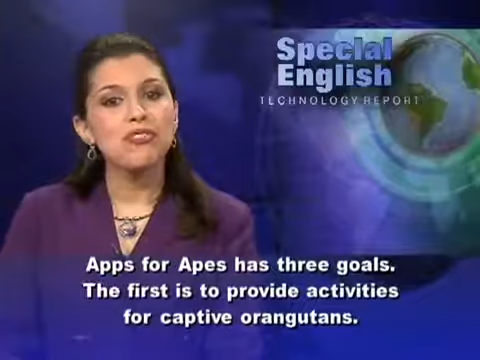 Special
English
TECHNOLOGY REPORT
Apps for Apes has three goals.
The first is to provide activities
for captive orangutans.